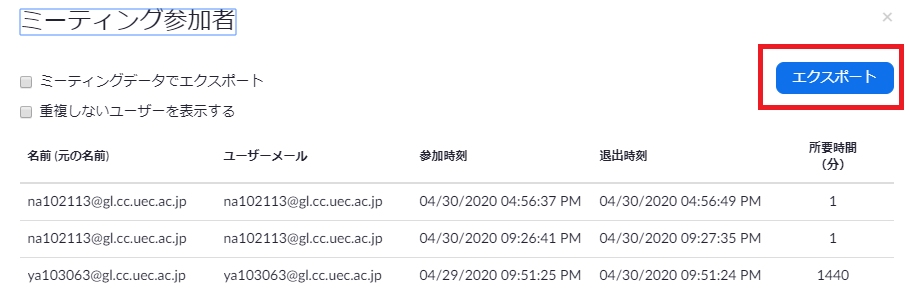 ミーティング参加者
×
ミーティングデータでエクスポート
エクスポート
重複しないユーザーを表示する
名前 (元の名前) ユーザーメール 参加時刻 退出時刻 所要時間（分）
na102113@gl.cc.uec.ac.jp na102113@gl.cc.uec.ac.jp 04/30/2020 04:56:37 PM 04/30/2020 04:56:49 PM 1
na102113@gl.cc.uec.ac.jp na102113@gl.cc.uec.ac.jp 04/30/2020 09:26:41 PM 04/30/2020 09:27:35 PM 1
ya103063@gl.cc.uec.ac.jp ya103063@gl.cc.uec.ac.jp 04/29/2020 09:51:25 PM 04/30/2020 09:51:24 PM 1440